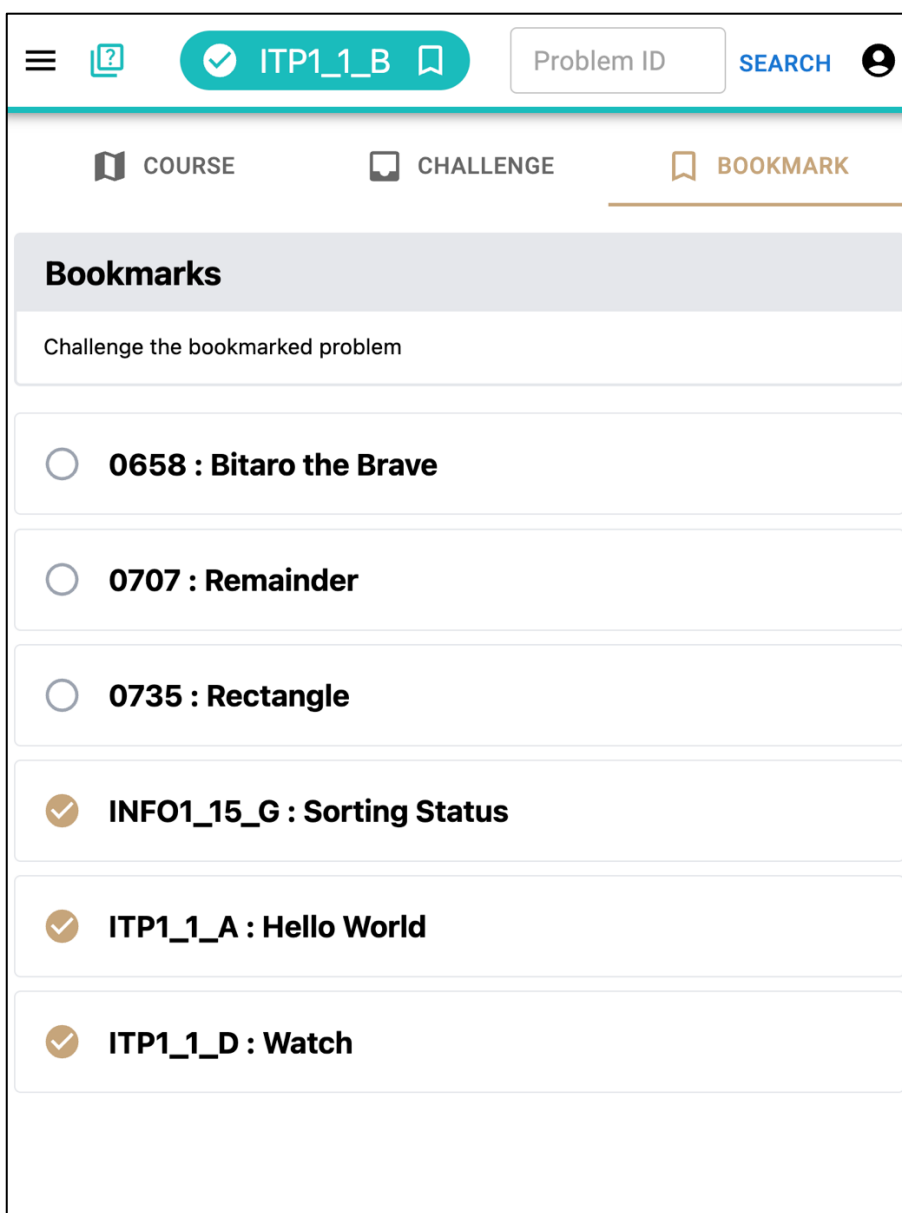 ITP1_1_B Problem ID SEARCH
COURSE CHALLENGE BOOKMARK
Bookmarks
Challenge the bookmarked problem
0658 : Bitaro the Brave
0707 : Remainder
0735 : Rectangle
INFO1_15_G : Sorting Status
ITP1_1_A : Hello World
ITP1_1_D : Watch